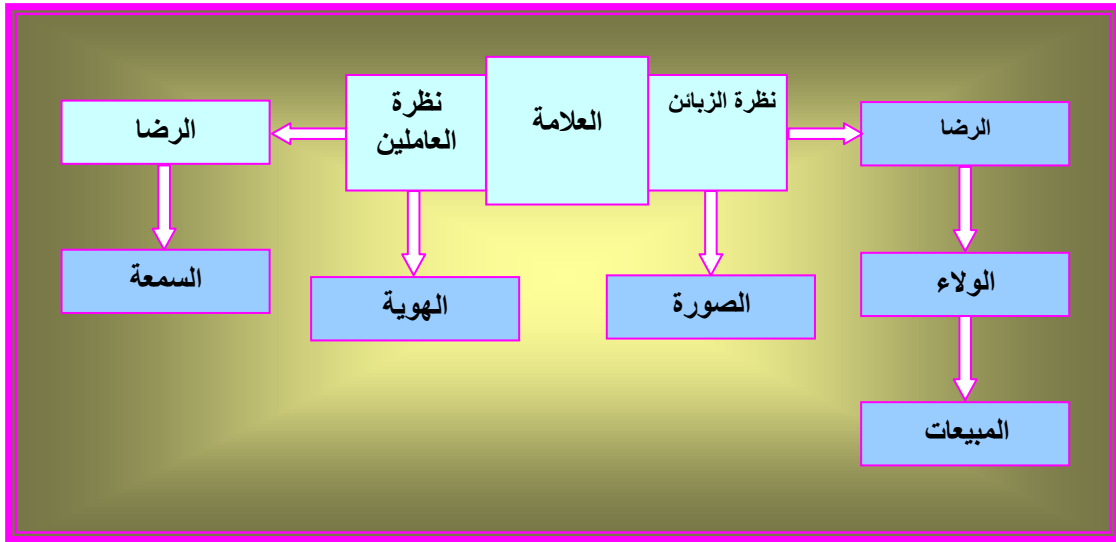 العلامة
نظرة الزبائن
نظرة
العاملين
الرضا
الرضا
الولاء
السمعة
الصورة
الهوية
المبيعات